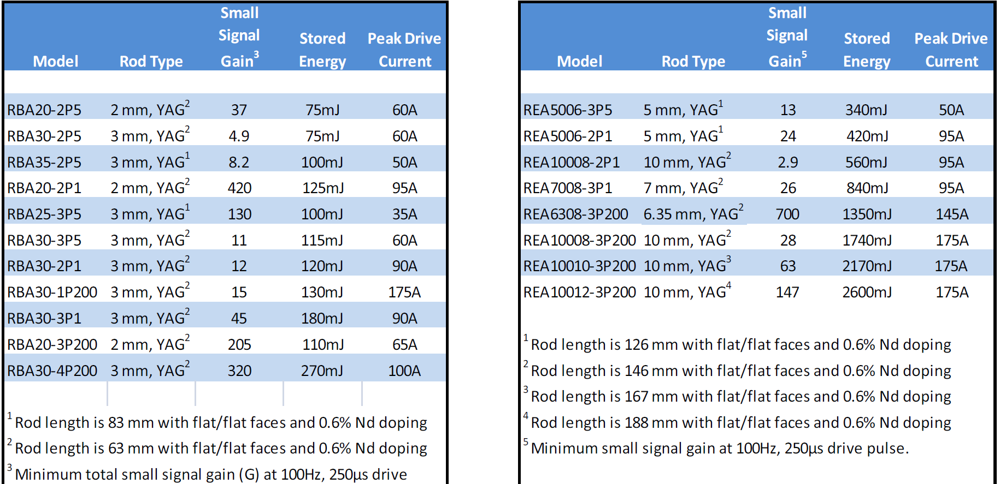 Model Rod Type Small Signal Gain³ Stored Energy Peak Drive Current
RBA20-2P5 2 mm, YAG² 37 75mJ 60A
RBA30-2P5 3 mm, YAG² 4.9 75mJ 60A
RBA35-2P5 3 mm, YAG¹ 8.2 100mJ 50A
RBA20-2P1 2 mm, YAG² 420 125mJ 95A
RBA25-3P5 3 mm, YAG¹ 130 100mJ 35A
RBA30-3P5 3 mm, YAG² 11 115mJ 60A
RBA30-2P1 3 mm, YAG² 12 120mJ 90A
RBA30-1P200 3 mm, YAG² 15 130mJ 175A
RBA30-3P1 3 mm, YAG² 45 180mJ 90A
RBA20-3P200 2 mm, YAG² 205 110mJ 65A
RBA30-4P200 3 mm, YAG² 320 270mJ 100A
¹ Rod length is 83 mm with flat/flat faces and 0.6% Nd doping
² Rod length is 63 mm with flat/flat faces and 0.6% Nd doping
³ Minimum total small signal gain (G) at 100Hz, 250µs drive
Model Rod Type Small Signal Gain⁵ Stored Energy Peak Drive Current
REA5006-3P5 5 mm, YAG¹ 13 340mJ 50A
REA5006-2P1 5 mm, YAG¹ 24 420mJ 95A
REA10008-2P1 10 mm, YAG² 2.9 560mJ 95A
REA7008-3P1 7 mm, YAG² 26 840mJ 95A
REA6308-3P200 6.35 mm, YAG² 700 1350mJ 145A
REA10008-3P200 10 mm, YAG² 28 1740mJ 175A
REA10010-3P200 10 mm, YAG³ 63 2170mJ 175A
REA10012-3P200 10 mm, YAG⁴ 147 2600mJ 175A
¹ Rod length is 126 mm with flat/flat faces and 0.6% Nd doping
² Rod length is 146 mm with flat/flat faces and 0.6% Nd doping
³ Rod length is 167 mm with flat/flat faces and 0.6% Nd doping
⁴ Rod length is 188 mm with flat/flat faces and 0.6% Nd doping
⁵ Minimum small signal gain at 100Hz, 250µs drive pulse.